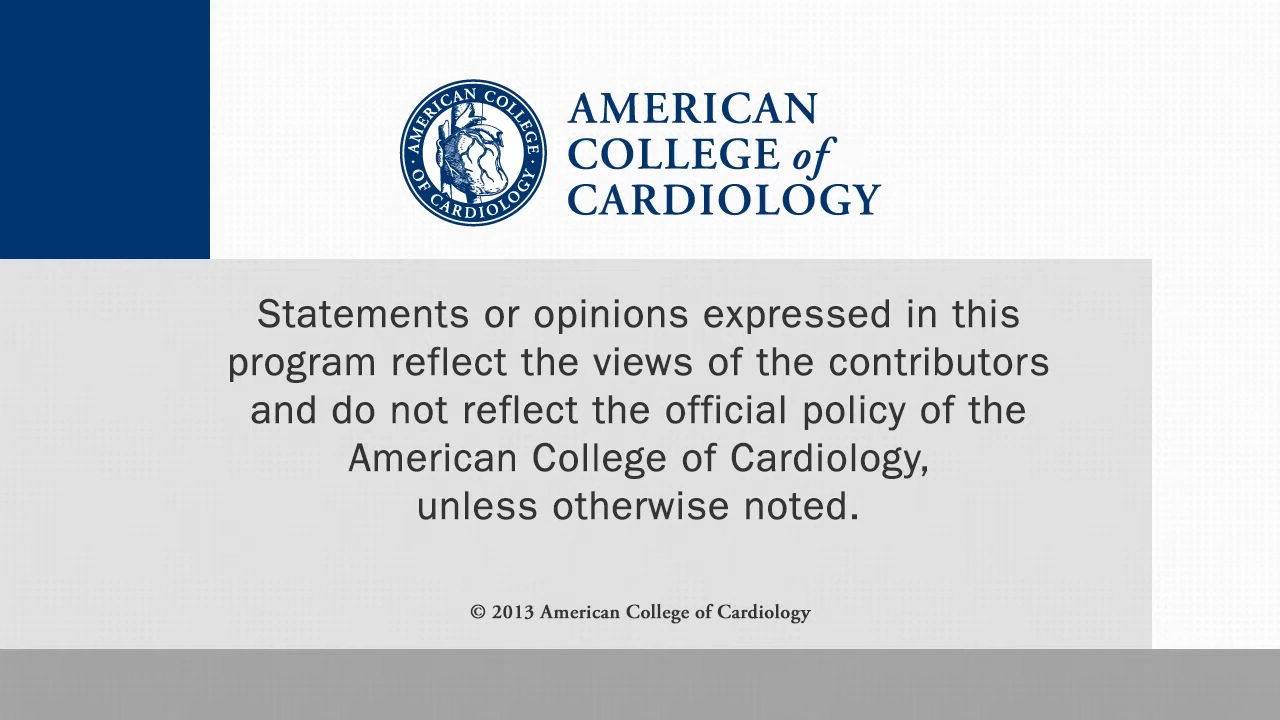 AMERICAN COLLEGE
OF CARDIOLOGY
AMERICAN
COLLEGE of
CARDIOLOGY
Statements or opinions expressed in this
program reflect the views of the contributors
and do not reflect the official policy of the
American College of Cardiology,
unless otherwise noted.
© 2013 American College of Cardiology